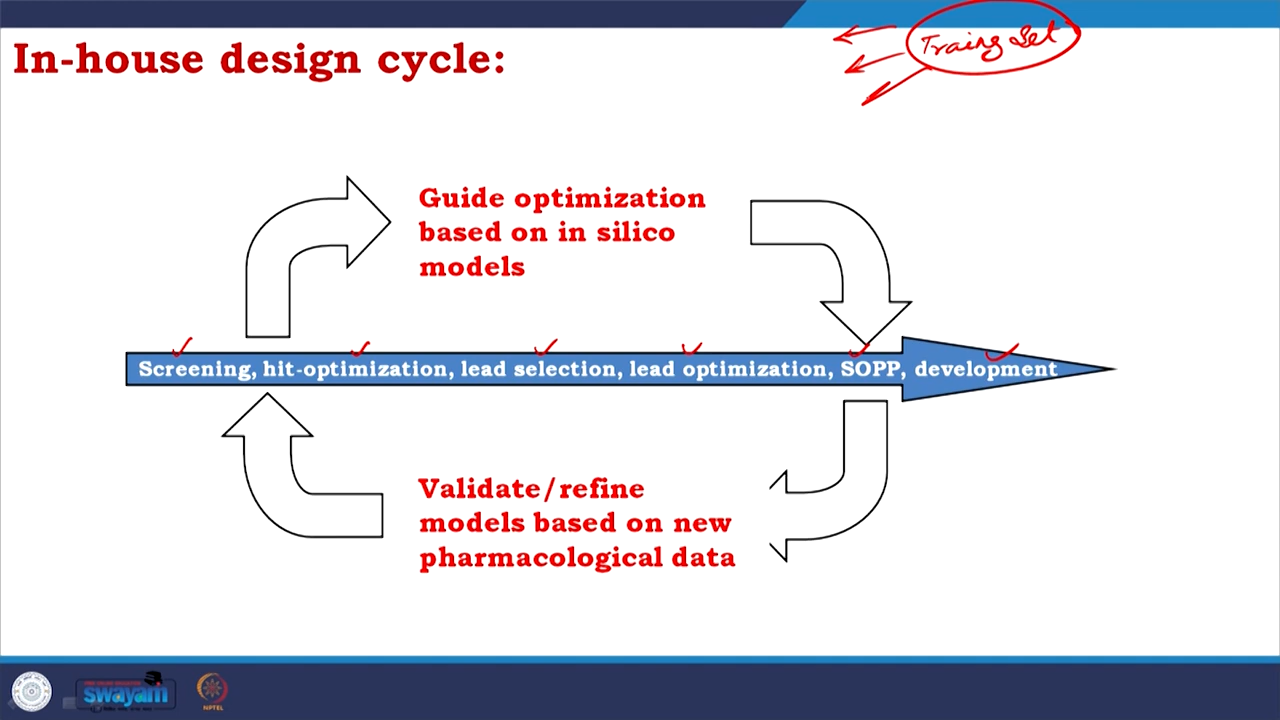 Traing Set
In-house design cycle:
Guide optimization
based on in silico
models
Screening, hit-optimization, lead selection, lead optimization, SOPP, development
Validate/refine
models based on new
pharmacological data
swayam
NPTEL